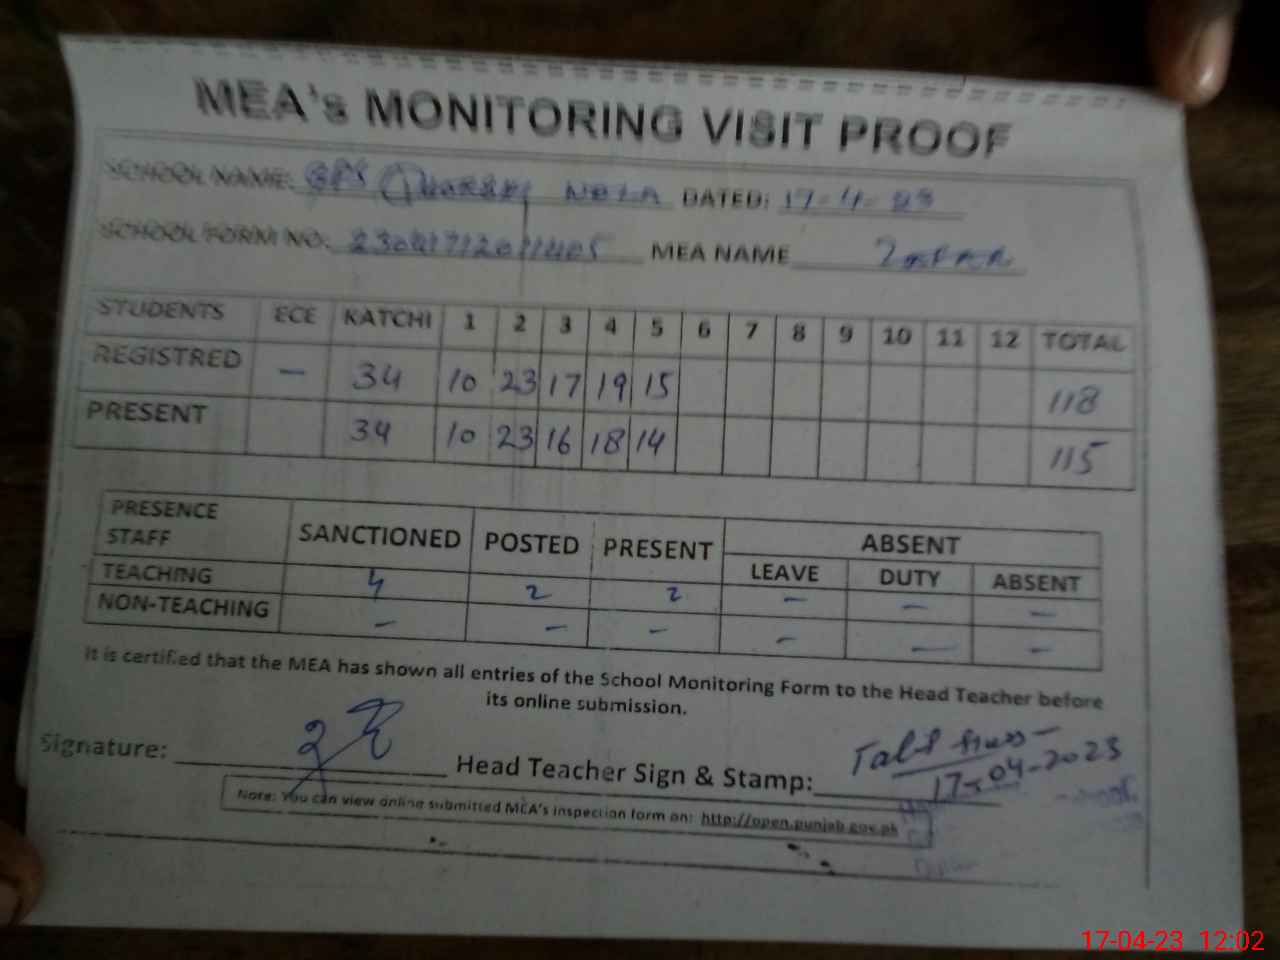 MEA's MONITORING VISIT PROOF
SCHOOL NAME: GPS NOLA DATED: 17-4-23
SCHOOL FORM NO: MEA NAME Zafar
STUDENTS ECE KATCHI 1 2 3 4 5 6 7 8 9 10 11 12 TOTAL
REGISTRED — 34 10 23 17 19 15 118
PRESENT 34 10 23 16 18 14 115
PRESENCE STAFF SANCTIONED POSTED PRESENT ABSENT
LEAVE DUTY ABSENT
TEACHING 4 2 2 — — —
NON-TEACHING — — — — — —
It is certified that the MEA has shown all entries of the School Monitoring Form to the Head Teacher before
its online submission.
Signature: Head Teacher Sign & Stamp:
17-04-2023
Note: You can view online submitted MEA's inspection form on: http://open.punjab.gov.pk
17-04-23 12:02